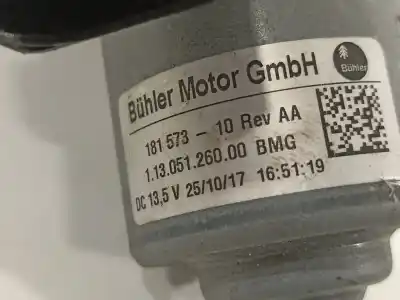 Bühler Motor GmbH
Bühler
181 573 - 10 Rev AA
1.13.051.260.00 BMG
DC 13,5 V 25/10/17 16:51:19